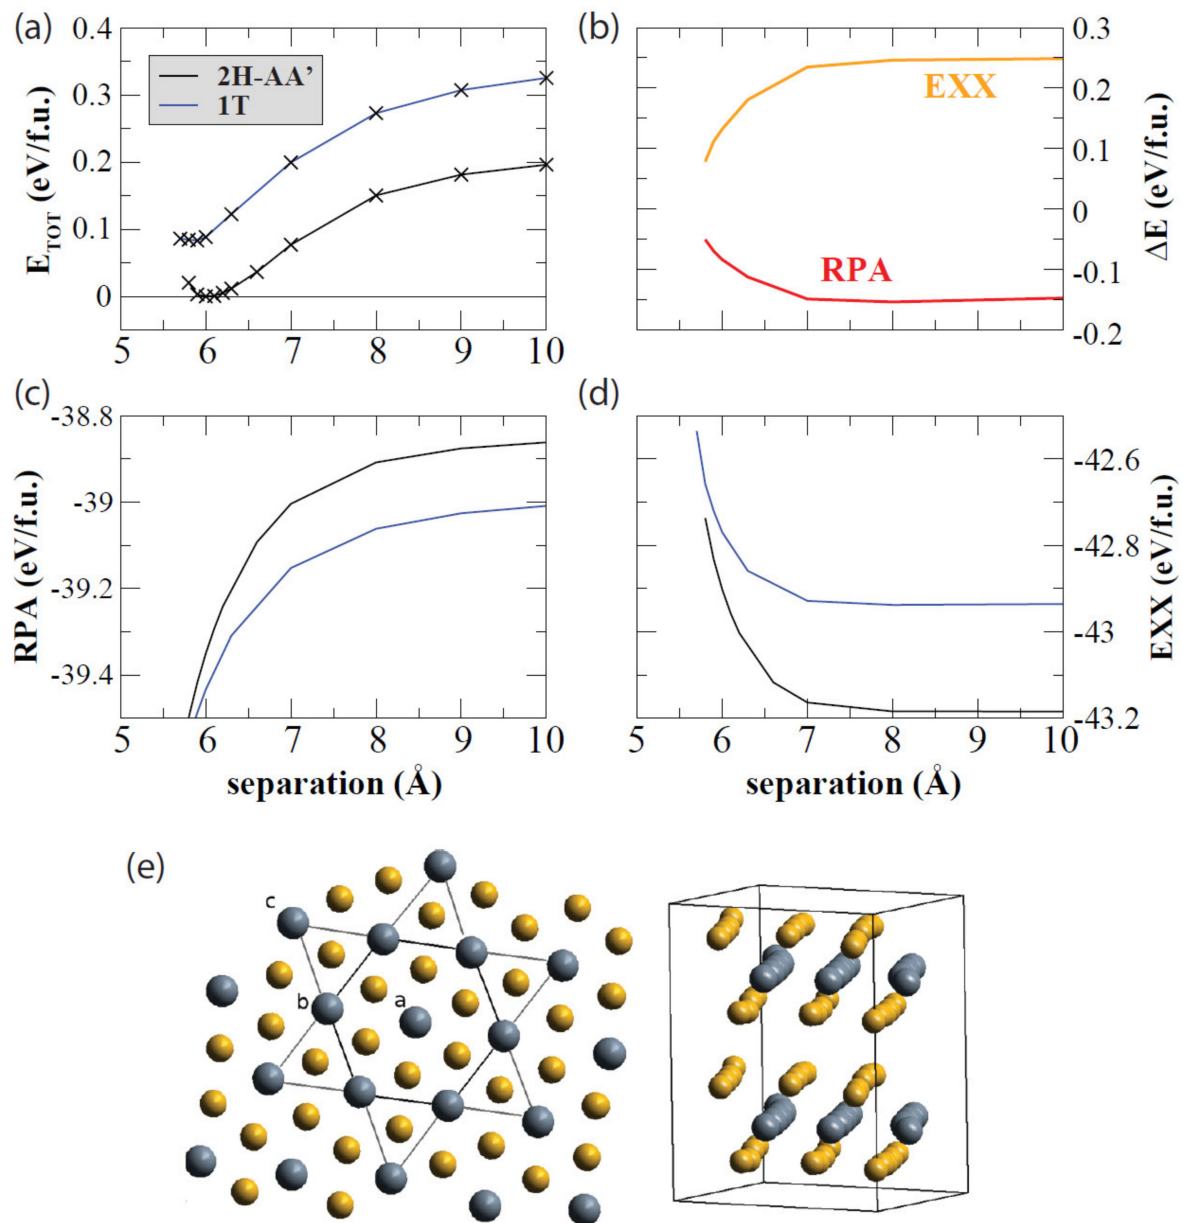 (a)
0.4
0.3
0.2
0.1
0
E_TOT (eV/f.u.)
2H-AA’
1T
5 6 7 8 9 10
(b)
0.3
0.2
0.1
0
-0.1
-0.2
ΔE (eV/f.u.)
EXX
RPA
(c)
-38.8
-39
-39.2
-39.4
RPA (eV/f.u.)
5 6 7 8 9 10
separation (Å)
(d)
-42.6
-42.8
-43
-43.2
EXX (eV/f.u.)
5 6 7 8 9 10
separation (Å)
(e)
c
b
a